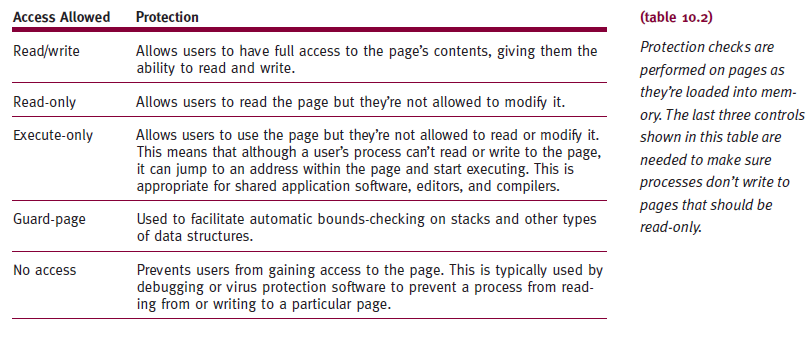 Access Allowed Protection
Read/write Allows users to have full access to the page's contents, giving them the
ability to read and write.
Read-only Allows users to read the page but they're not allowed to modify it.
Execute-only Allows users to use the page but they're not allowed to read or modify it.
This means that although a user's process can't read or write to the page,
it can jump to an address within the page and start executing. This is
appropriate for shared application software, editors, and compilers.
Guard-page Used to facilitate automatic bounds-checking on stacks and other types
of data structures.
No access Prevents users from gaining access to the page. This is typically used by
debugging or virus protection software to prevent a process from read-
ing from or writing to a particular page.
(table 10.2)
Protection checks are
performed on pages as
they're loaded into mem-
ory. The last three controls
shown in this table are
needed to make sure
processes don't write to
pages that should be
read-only.